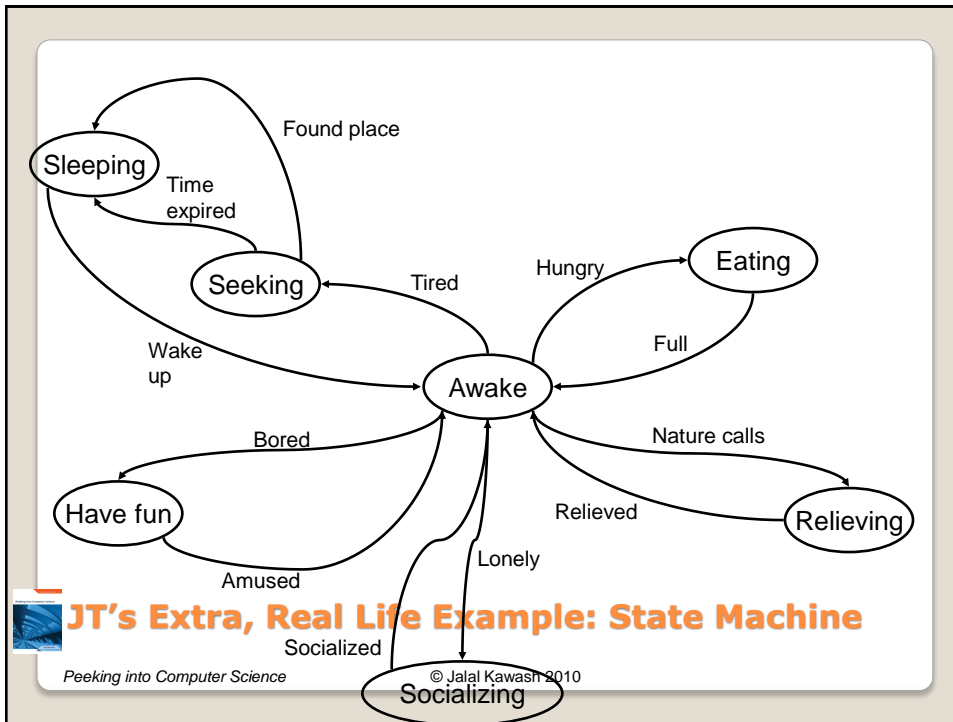 Found place
Sleeping
Time
expired
Seeking
Tired
Hungry
Eating
Wake
up
Full
Awake
Bored
Nature calls
Have fun
Relieved
Relieving
Lonely
Amused
JT's Extra, Real Life Example: State Machine
Socialized
Peeking into Computer Science
© Jalal Kawash 2010
Socializing